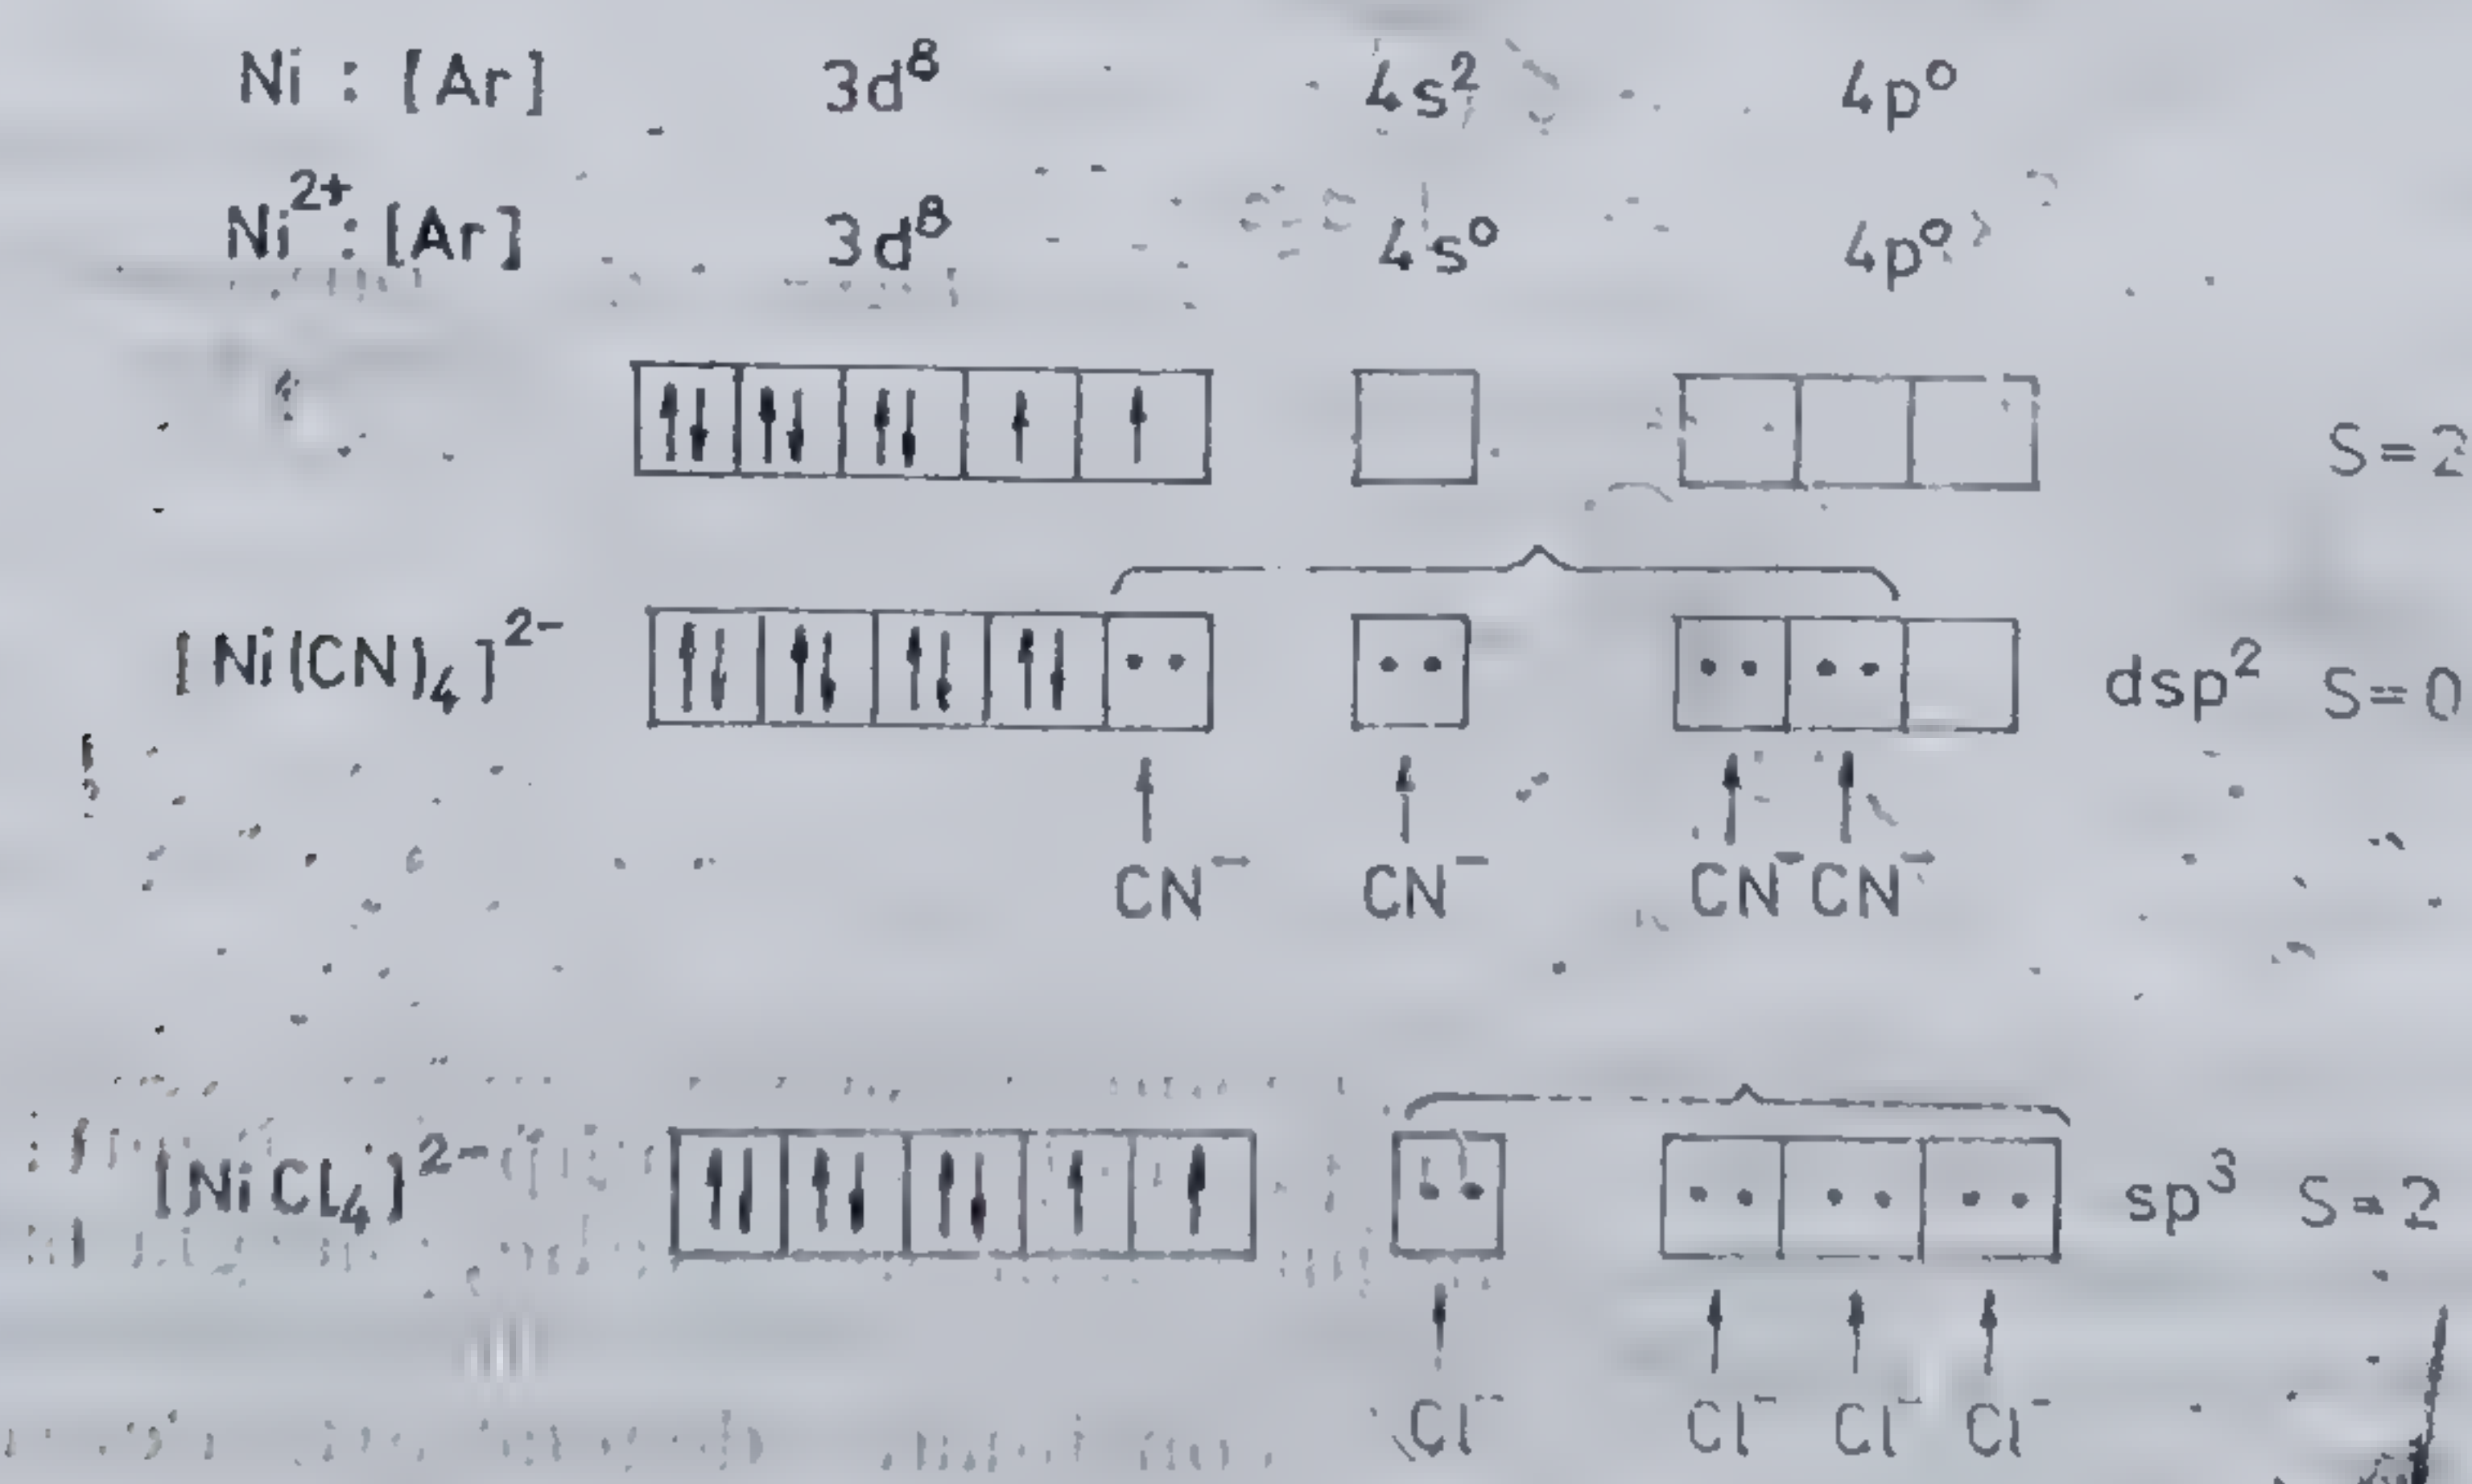 Ni : [Ar] 3d⁸ 4s² 4p⁰
Ni²⁺: [Ar] 3d⁸ 4s⁰ 4p⁰
S=2
[Ni(CN)₄]²⁻ dsp² S=0
CN⁻ CN⁻ CN⁻ CN⁻
[NiCl₄]²⁻ sp³ S=2
Cl⁻ Cl⁻ Cl⁻ Cl⁻